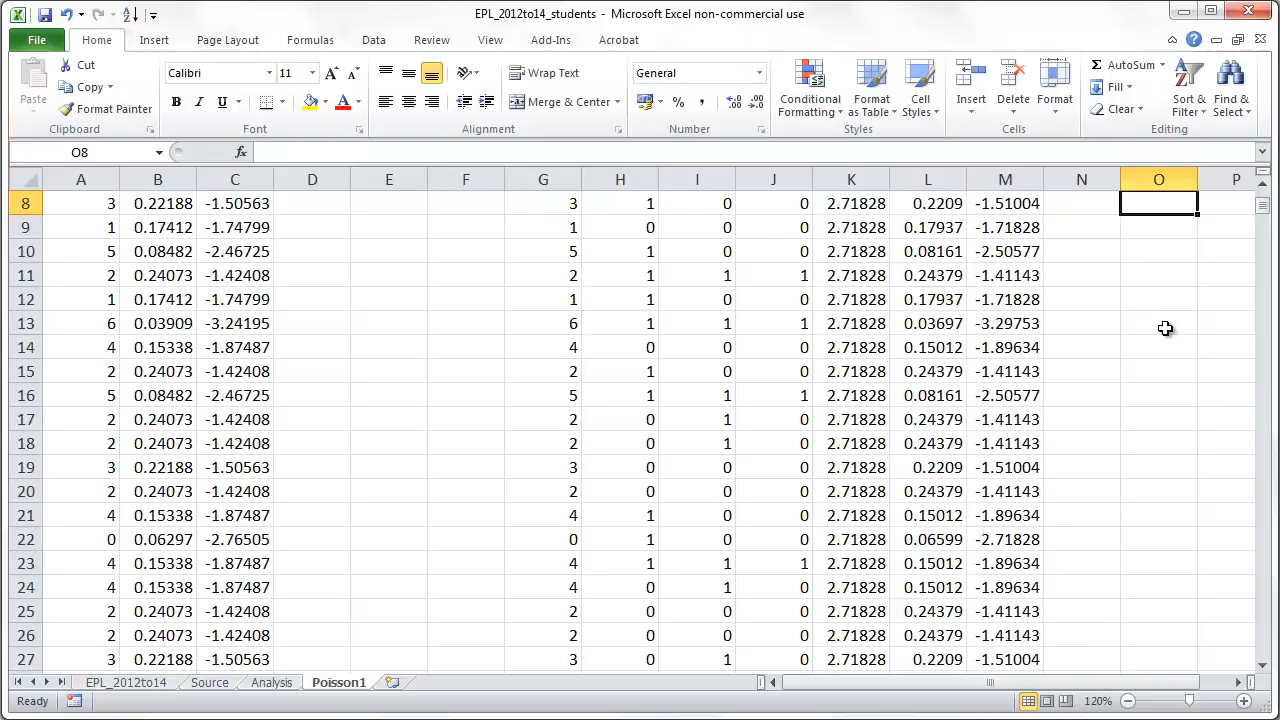 EPL_2012to14_students - Microsoft Excel non-commercial use
File Home Insert Page Layout Formulas Data Review View Add-Ins Acrobat
Paste Cut Calibri 11 Wrap Text General Conditional Formatting Format as Table Cell Styles Insert Delete Format AutoSum Sort & Filter Find & Select
Copy Fill
Format Painter B I U A Merge & Center % , Clear
Clipboard Font Alignment Number Styles Cells Editing
O8 fx
A B C D E F G H I J K L M N O P
8 3 0.22188 -1.50563 3 1 0 0 2.71828 0.2209 -1.51004
9 1 0.17412 -1.74799 1 0 0 0 2.71828 0.17937 -1.71828
10 5 0.08482 -2.46725 5 1 0 0 2.71828 0.08161 -2.50577
11 2 0.24073 -1.42408 2 1 1 1 2.71828 0.24379 -1.41143
12 1 0.17412 -1.74799 1 1 0 0 2.71828 0.17937 -1.71828
13 6 0.03909 -3.24195 6 1 1 1 2.71828 0.03697 -3.29753
14 4 0.15338 -1.87487 4 0 0 0 2.71828 0.15012 -1.89634
15 2 0.24073 -1.42408 2 1 0 0 2.71828 0.24379 -1.41143
16 5 0.08482 -2.46725 5 1 1 1 2.71828 0.08161 -2.50577
17 2 0.24073 -1.42408 2 0 1 0 2.71828 0.24379 -1.41143
18 2 0.24073 -1.42408 2 0 1 0 2.71828 0.24379 -1.41143
19 3 0.22188 -1.50563 3 0 0 0 2.71828 0.2209 -1.51004
20 2 0.24073 -1.42408 2 0 0 0 2.71828 0.24379 -1.41143
21 4 0.15338 -1.87487 4 1 0 0 2.71828 0.15012 -1.89634
22 0 0.06297 -2.76505 0 1 0 0 2.71828 0.06599 -2.71828
23 4 0.15338 -1.87487 4 1 1 1 2.71828 0.15012 -1.89634
24 4 0.15338 -1.87487 4 0 1 0 2.71828 0.15012 -1.89634
25 2 0.24073 -1.42408 2 0 0 0 2.71828 0.24379 -1.41143
26 2 0.24073 -1.42408 2 0 0 0 2.71828 0.24379 -1.41143
27 3 0.22188 -1.50563 3 0 1 0 2.71828 0.2209 -1.51004
EPL_2012to14 Source Analysis Poisson1
Ready 120%